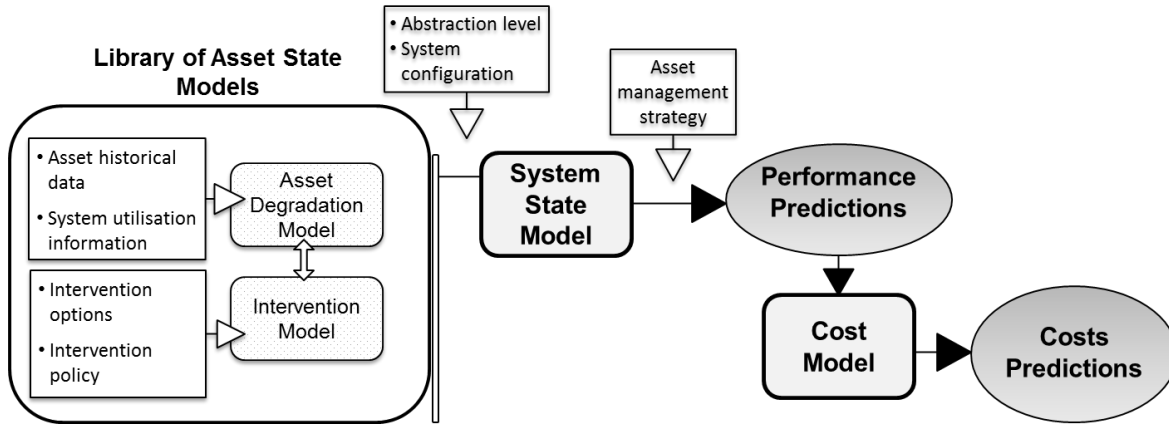 Library of Asset State
Models
• Asset historical
data
• System utilisation
information
Asset
Degradation
Model
• Intervention
options
• Intervention
policy
Intervention
Model
• Abstraction level
• System
configuration
System
State
Model
Asset
management
strategy
Performance
Predictions
Cost
Model
Costs
Predictions